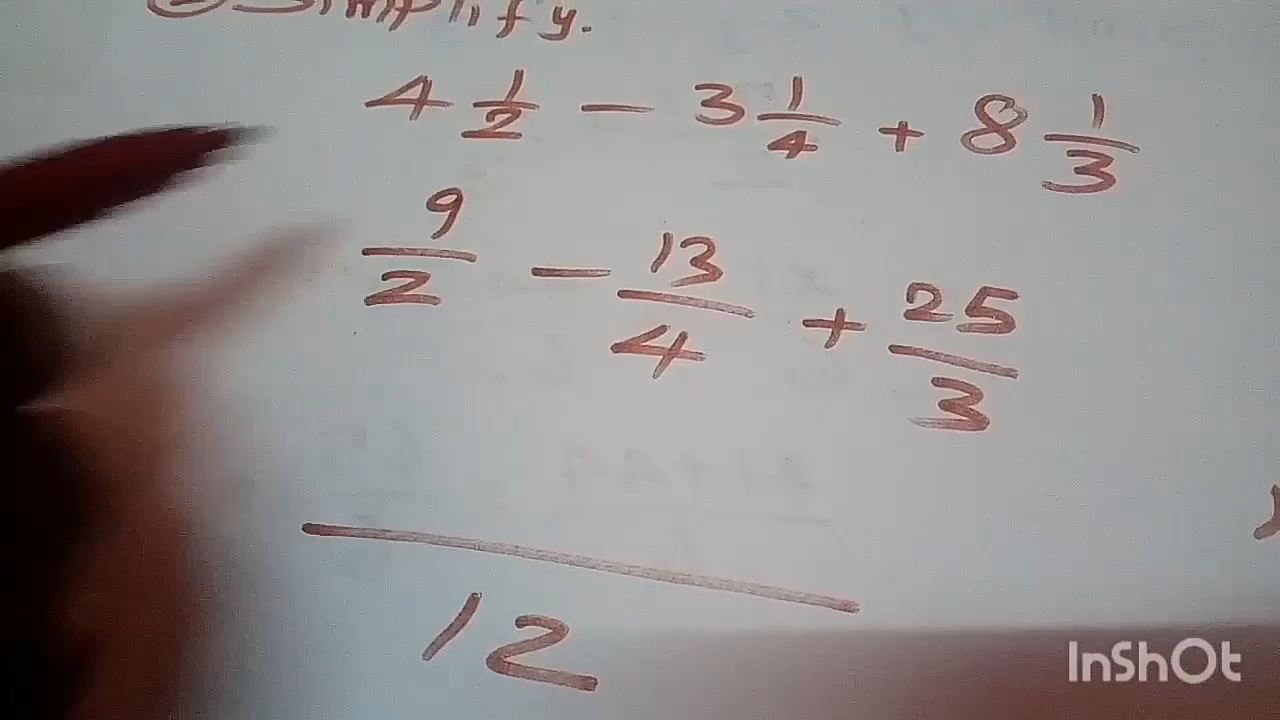 Simplify.
4 1/2 - 3 1/4 + 8 1/3
9/2 - 13/4 + 25/3
12
InShOt